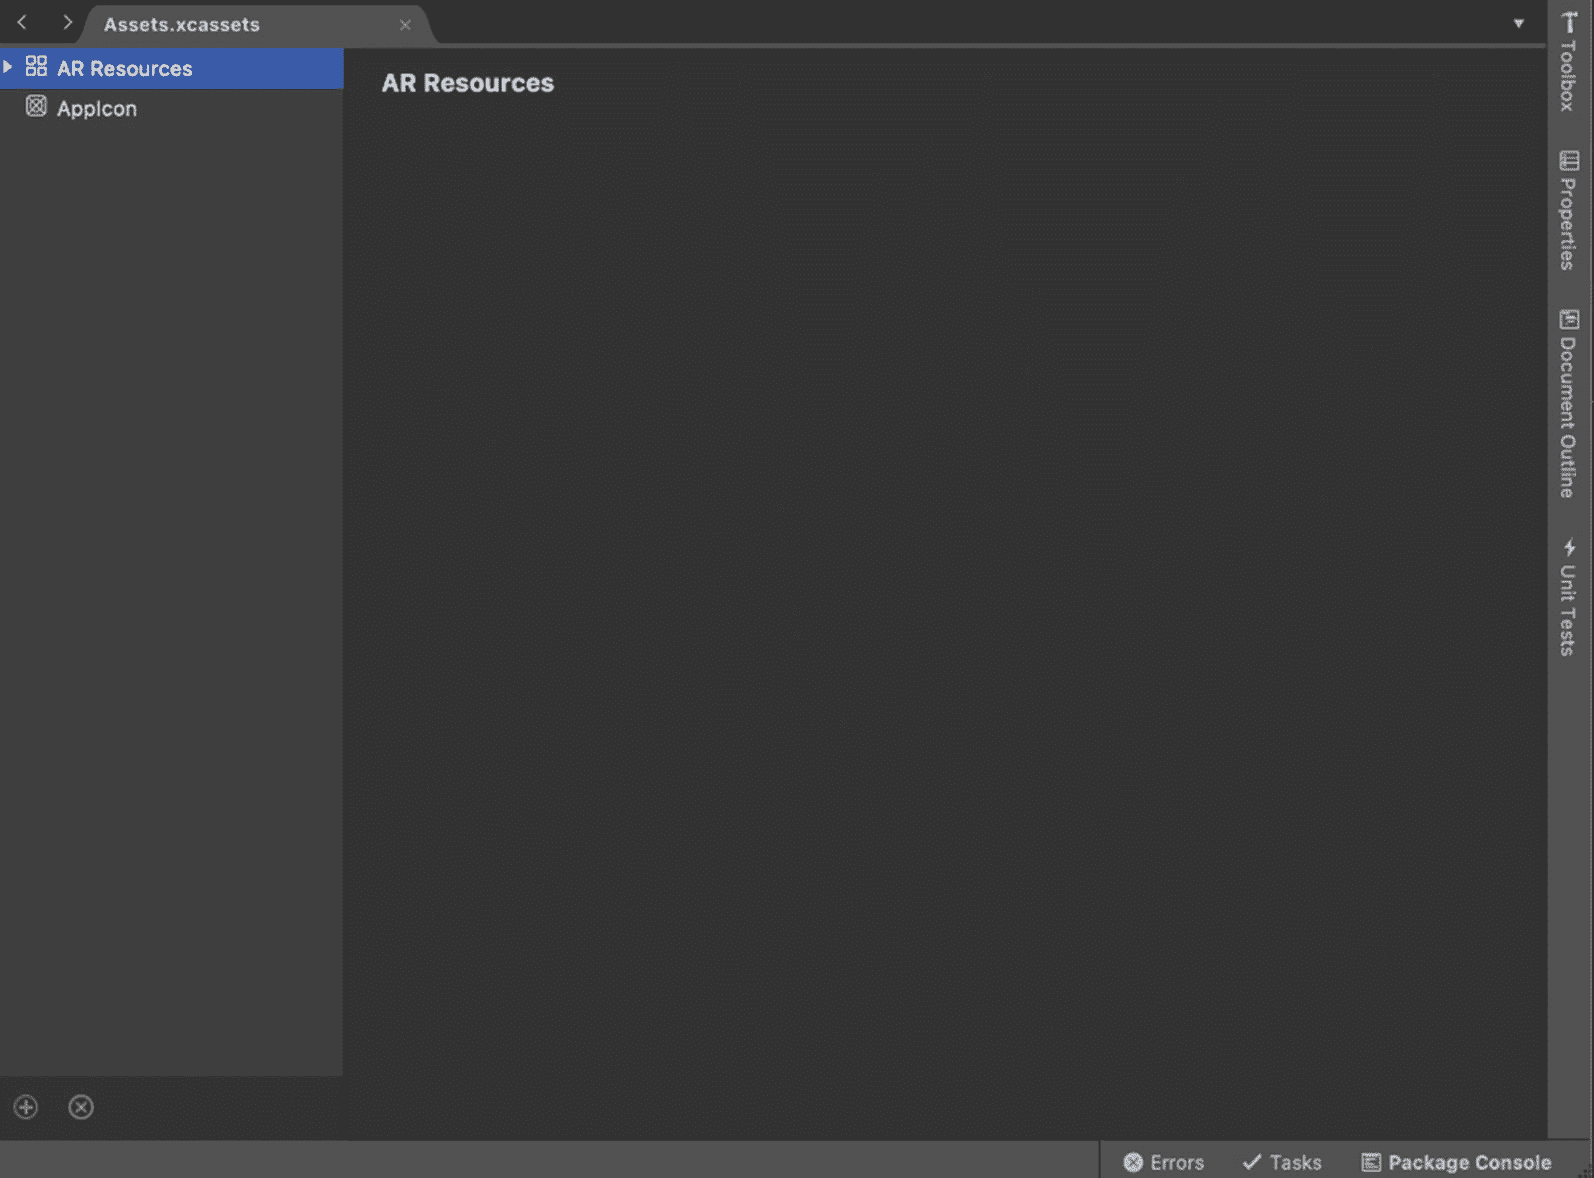 Assets.xcassets
AR Resources
AppIcon
AR Resources
Toolbox
Properties
Document Outline
Unit Tests
Errors
Tasks
Package Console